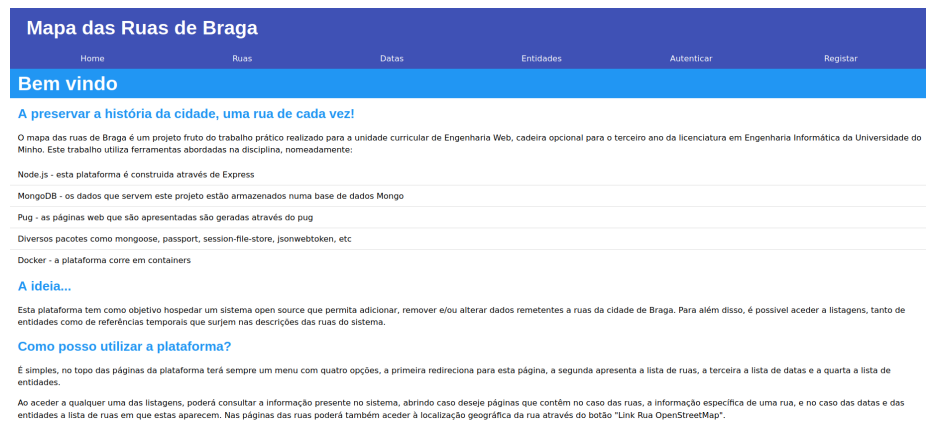 Mapa das Ruas de Braga
Home Ruas Datas Entidades Autenticar Registar
Bem vindo
A preservar a história da cidade, uma rua de cada vez!
O mapa das ruas de Braga é um projeto fruto do trabalho prático realizado para a unidade curricular de Engenharia Web, cadeira opcional para o terceiro ano da licenciatura em Engenharia Informática da Universidade do
Minho. Este trabalho utiliza ferramentas abordadas na disciplina, nomeadamente:
Node.js - esta plataforma é construida através de Express
MongoDB - os dados que servem este projeto estão armazenados numa base de dados Mongo
Pug - as páginas web que são apresentadas são geradas através do pug
Diversos pacotes como mongoose, passport, session-file-store, jsonwebtoken, etc
Docker - a plataforma corre em containers
A ideia...
Esta plataforma tem como objetivo hospedar um sistema open source que permita adicionar, remover e/ou alterar dados remetentes a ruas da cidade de Braga. Para além disso, é possivel aceder a listagens, tanto de
entidades como de referências temporais que surjem nas descrições das ruas do sistema.
Como posso utilizar a plataforma?
É simples, no topo das páginas da plataforma terá sempre um menu com quatro opções, a primeira redireciona para esta página, a segunda apresenta a lista de ruas, a terceira a lista de datas e a quarta a lista de
entidades.
Ao aceder a qualquer uma das listagens, poderá consultar a informação presente no sistema, abrindo caso deseje páginas que contêm no caso das ruas, a informação específica de uma rua, e no caso das datas e das
entidades a lista de ruas em que estas aparecem. Nas páginas das ruas poderá também aceder à localização geográfica da rua através do botão "Link Rua OpenStreetMap".